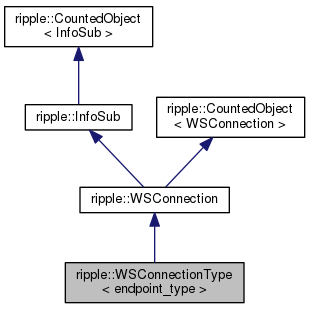 ripple::CountedObject
< InfoSub >
ripple::InfoSub
ripple::CountedObject
< WSConnection >
ripple::WSConnection
ripple::WSConnectionType
< endpoint_type >